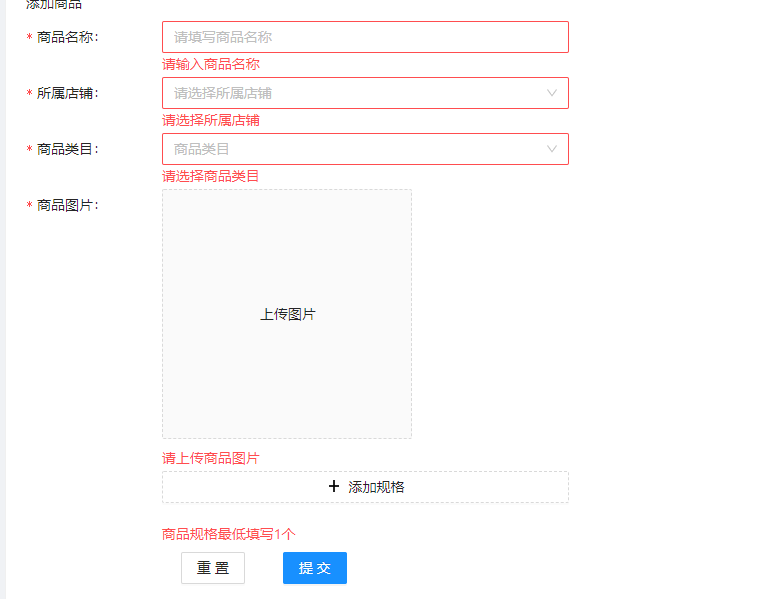 添加商品
* 商品名称:
请填写商品名称
请输入商品名称
* 所属店铺:
请选择所属店铺
请选择所属店铺
* 商品类目:
商品类目
请选择商品类目
* 商品图片:
上传图片
请上传商品图片
+ 添加规格
商品规格最低填写1个
重 置
提 交